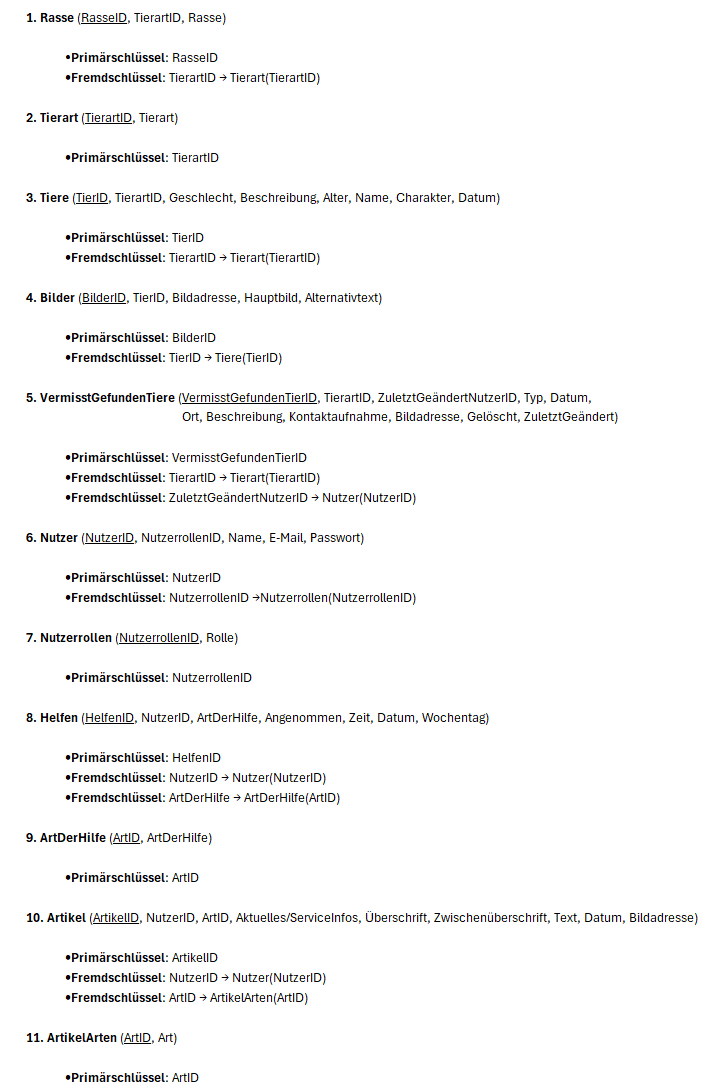 1. Rasse (RasseID, TierartID, Rasse)
•Primärschlüssel: RasseID
•Fremdschlüssel: TierartID → Tierart(TierartID)
2. Tierart (TierartID, Tierart)
•Primärschlüssel: TierartID
3. Tiere (TierID, TierartID, Geschlecht, Beschreibung, Alter, Name, Charakter, Datum)
•Primärschlüssel: TierID
•Fremdschlüssel: TierartID → Tierart(TierartID)
4. Bilder (BilderID, TierID, Bildadresse, Hauptbild, Alternativtext)
•Primärschlüssel: BilderID
•Fremdschlüssel: TierID → Tiere(TierID)
5. VermisstGefundenTiere (VermisstGefundenTierID, TierartID, ZuletztGeändertNutzerID, Typ, Datum,
Ort, Beschreibung, Kontaktaufnahme, Bildadresse, Gelöscht, ZuletztGeändert)
•Primärschlüssel: VermisstGefundenTierID
•Fremdschlüssel: TierartID → Tierart(TierartID)
•Fremdschlüssel: ZuletztGeändertNutzerID → Nutzer(NutzerID)
6. Nutzer (NutzerID, NutzerrollenID, Name, E-Mail, Passwort)
•Primärschlüssel: NutzerID
•Fremdschlüssel: NutzerrollenID →Nutzerrollen(NutzerrollenID)
7. Nutzerrollen (NutzerrollenID, Rolle)
•Primärschlüssel: NutzerrollenID
8. Helfen (HelfenID, NutzerID, ArtDerHilfe, Angenommen, Zeit, Datum, Wochentag)
•Primärschlüssel: HelfenID
•Fremdschlüssel: NutzerID → Nutzer(NutzerID)
•Fremdschlüssel: ArtDerHilfe → ArtDerHilfe(ArtID)
9. ArtDerHilfe (ArtID, ArtDerHilfe)
•Primärschlüssel: ArtID
10. Artikel (ArtikelID, NutzerID, ArtID, Aktuelles/ServiceInfos, Überschrift, Zwischenüberschrift, Text, Datum, Bildadresse)
•Primärschlüssel: ArtikelID
•Fremdschlüssel: NutzerID → Nutzer(NutzerID)
•Fremdschlüssel: ArtID → ArtikelArten(ArtID)
11. ArtikelArten (ArtID, Art)
•Primärschlüssel: ArtID